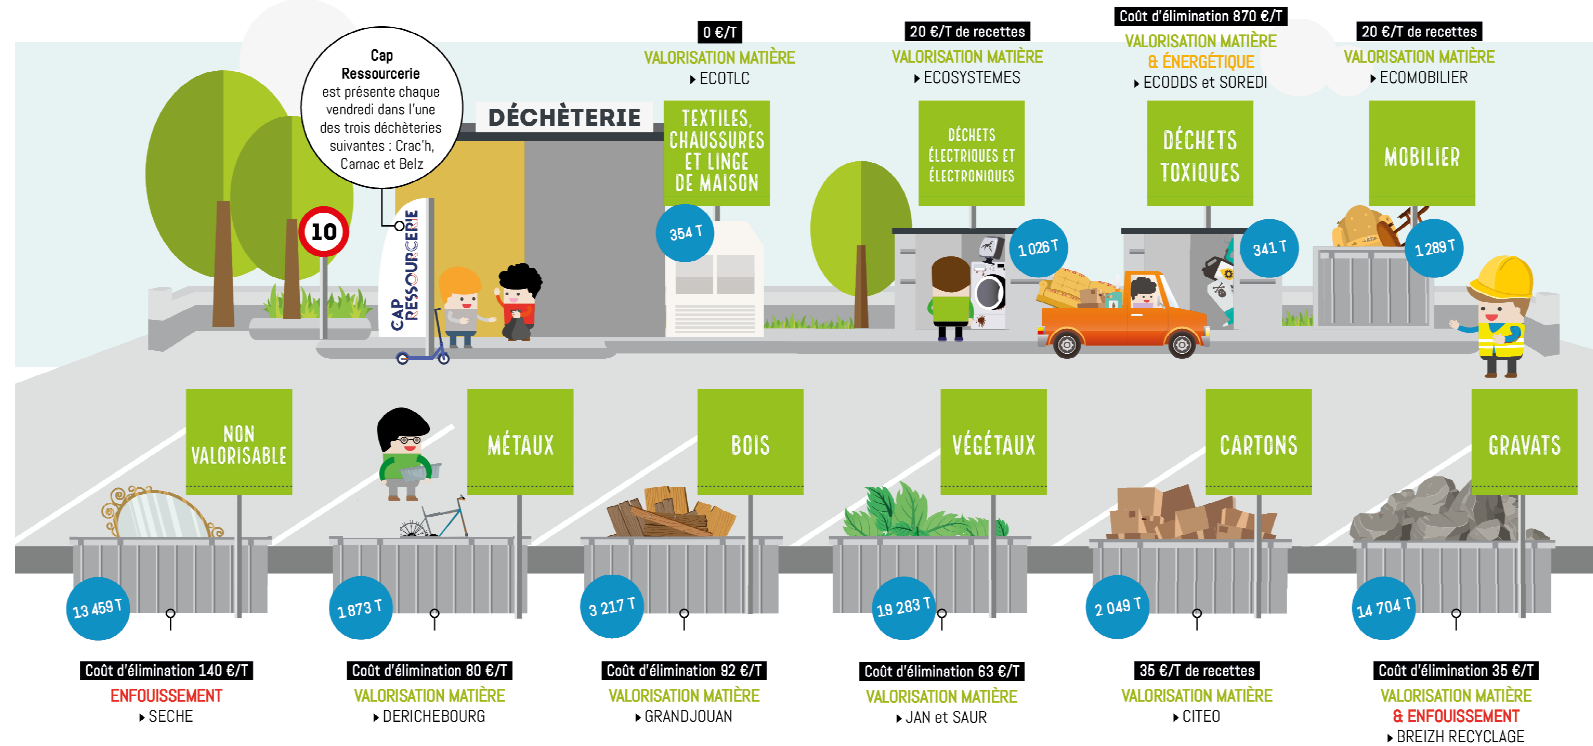 Cap
Ressourcerie
est présente chaque
vendredi dans l'une
des trois déchèteries
suivantes : Crac'h,
Carnac et Belz
DÉCHÈTERIE
10
CAP
RESSOURCERIE
0 €/T
VALORISATION MATIÈRE
ECOTLC
TEXTILES,
CHAUSSURES
ET LINGE
DE MAISON
354 T
20 €/T de recettes
VALORISATION MATIÈRE
ECOSYSTEMES
DÉCHETS
ÉLECTRIQUES ET
ÉLECTRONIQUES
1 026 T
Coût d'élimination 870 €/T
VALORISATION MATIÈRE
& ÉNERGÉTIQUE
ECODDS et SOREDI
DÉCHETS
TOXIQUES
341 T
20 €/T de recettes
VALORISATION MATIÈRE
ECOMOBILIER
MOBILIER
1 289 T
NON
VALORISABLE
13 459 T
Coût d'élimination 140 €/T
ENFOUISSEMENT
SECHE
MÉTAUX
1 873 T
Coût d'élimination 80 €/T
VALORISATION MATIÈRE
DERICHEBOURG
BOIS
3 217 T
Coût d'élimination 92 €/T
VALORISATION MATIÈRE
GRANDJOUAN
VÉGÉTAUX
19 283 T
Coût d'élimination 63 €/T
VALORISATION MATIÈRE
JAN et SAUR
CARTONS
2 049 T
35 €/T de recettes
VALORISATION MATIÈRE
CITEO
GRAVATS
14 704 T
Coût d'élimination 35 €/T
VALORISATION MATIÈRE
& ENFOUISSEMENT
BREIZH RECYCLAGE